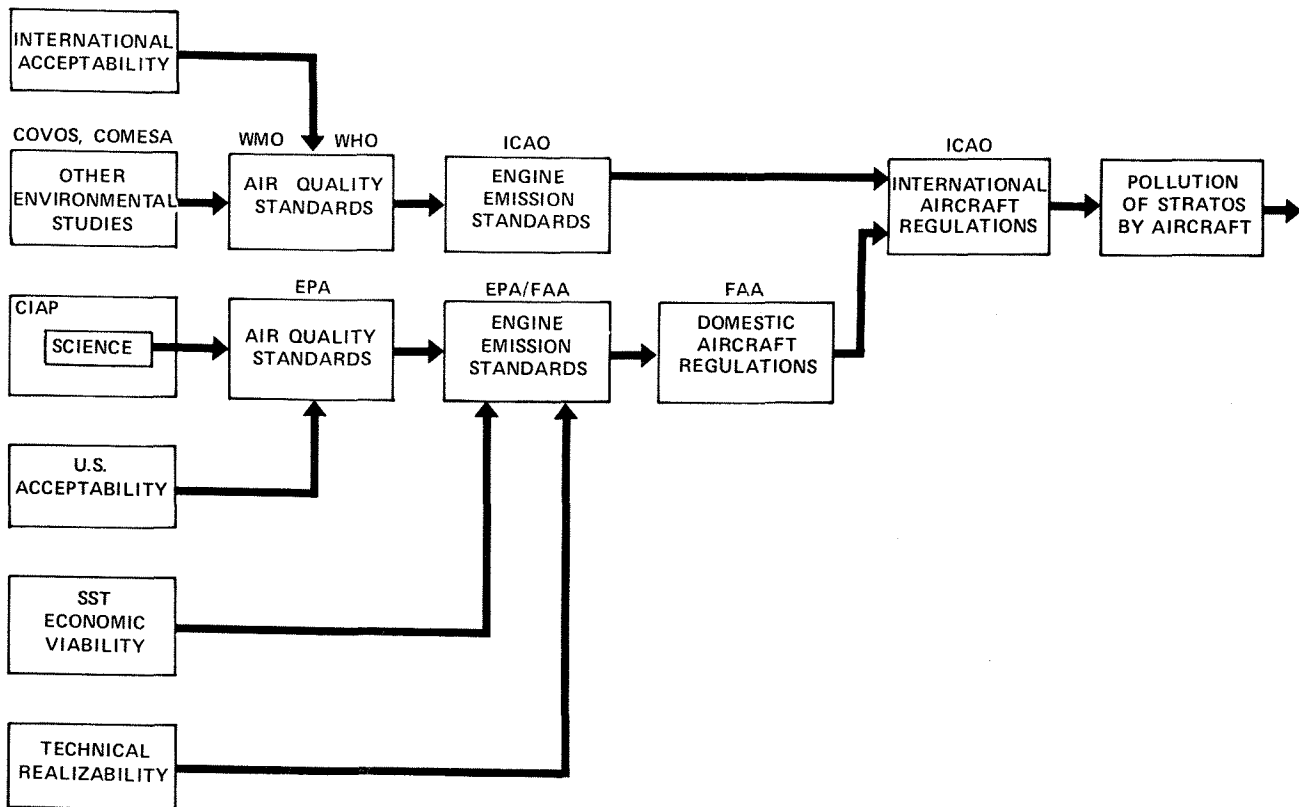 INTERNATIONAL
ACCEPTABILITY
COVOS, COMESA
OTHER
ENVIRONMENTAL
STUDIES
WMO WHO
AIR QUALITY
STANDARDS
ICAO
ENGINE
EMISSION
STANDARDS
ICAO
INTERNATIONAL
AIRCRAFT
REGULATIONS
POLLUTION
OF STRATOS
BY AIRCRAFT
CIAP
SCIENCE
EPA
AIR QUALITY
STANDARDS
EPA/FAA
ENGINE
EMISSION
STANDARDS
FAA
DOMESTIC
AIRCRAFT
REGULATIONS
U.S.
ACCEPTABILITY
SST
ECONOMIC
VIABILITY
TECHNICAL
REALIZABILITY